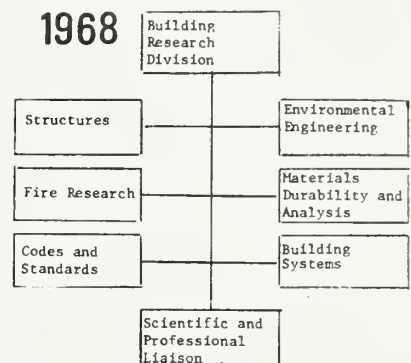 1968
Building
Research
Division
Structures
Environmental
Engineering
Fire Research
Materials
Durability and
Analysis
Codes and
Standards
Building
Systems
Scientific and
Professional
Liaison